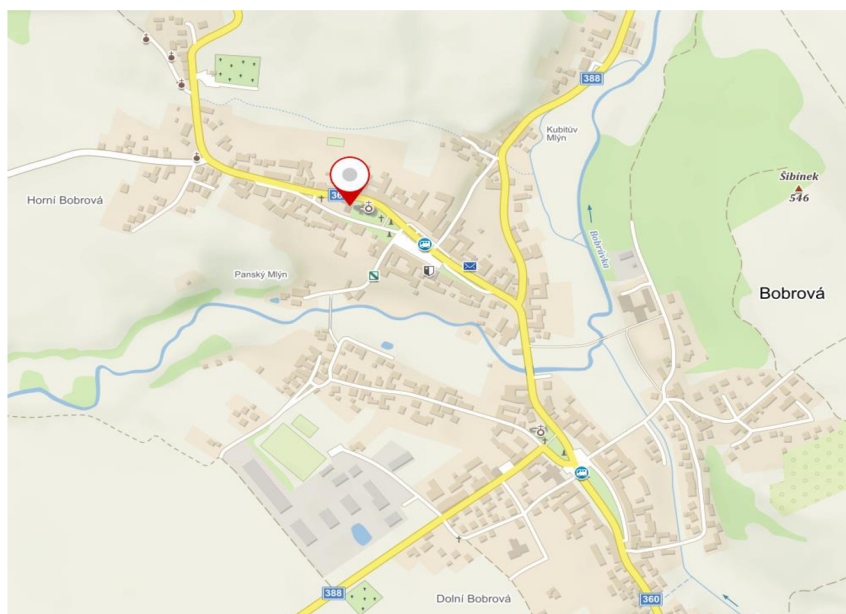 388
Kubitův
Mlýn
Šibínek
546
Horní Bobrová
Bobrůvka
Panský Mlýn
Bobrová
388
Dolní Bobrová
360